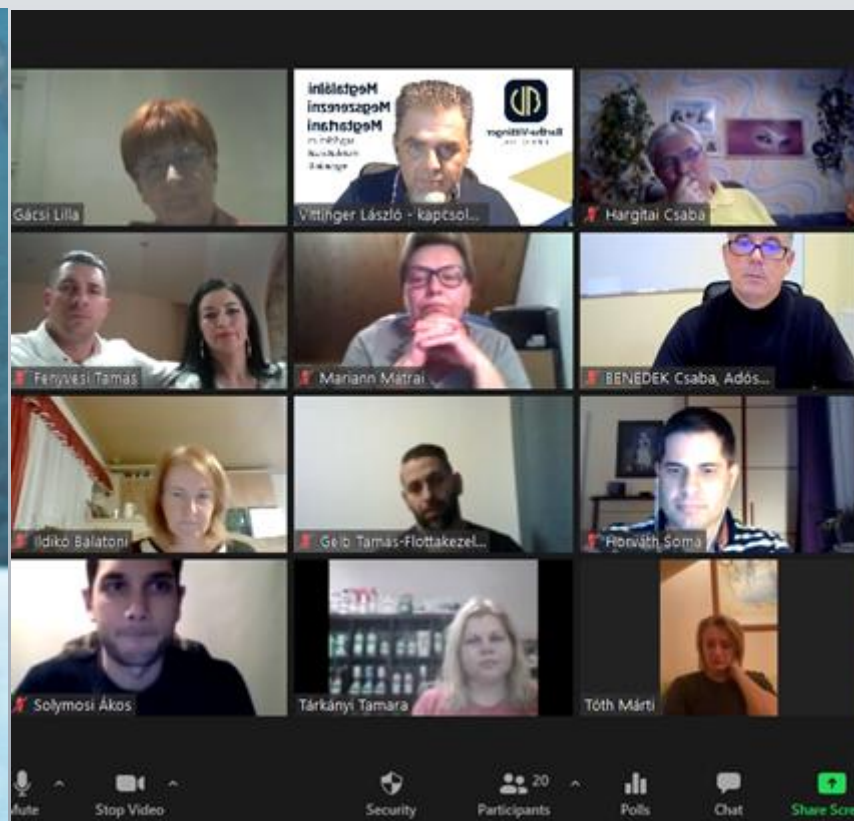 Megtalálni
Megszerezni
Megtartani
Bartha-Vittinger
Gácsi Lilla
Vittinger László - kapcsol...
Hargitai Csaba
Fenyvesi Tamas
Mariann Matrai
BENEDEK Csaba, Adós...
Ildiko Balatoni
Gelb Tamas-Flottakezel...
Horváth Soma
Solymosi Ákos
Tárkányi Tamara
Tóth Márti
Mute
Stop Video
Security
20
Participants
Polls
Chat
Share Scre